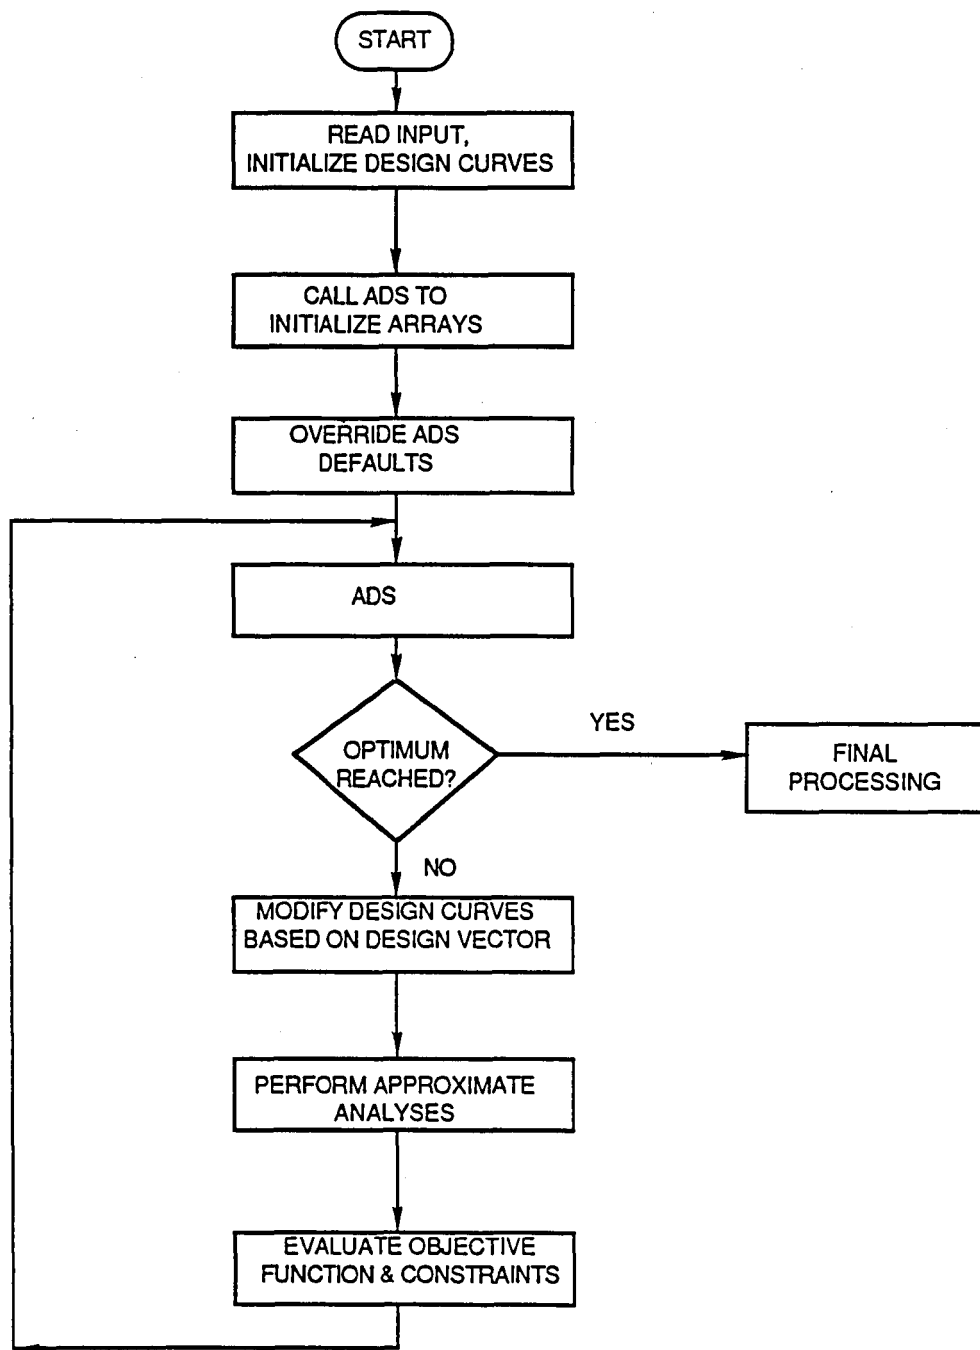 START
READ INPUT,
INITIALIZE DESIGN CURVES
CALL ADS TO
INITIALIZE ARRAYS
OVERRIDE ADS
DEFAULTS
ADS
OPTIMUM
REACHED?
YES
FINAL
PROCESSING
NO
MODIFY DESIGN CURVES
BASED ON DESIGN VECTOR
PERFORM APPROXIMATE
ANALYSES
EVALUATE OBJECTIVE
FUNCTION & CONSTRAINTS